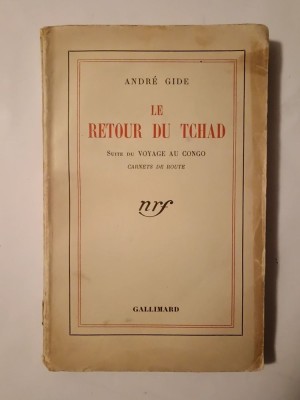 ANDRÉ GIDE
LE
RETOUR DU TCHAD
SUITE DU VOYAGE AU CONGO
CARNETS DE ROUTE
nrf
GALLIMARD